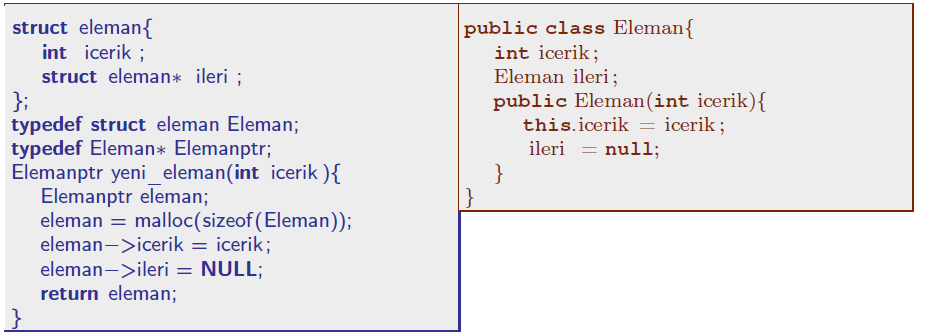 struct eleman{
int icerik ;
struct eleman* ileri ;
};
typedef struct eleman Eleman;
typedef Eleman* Elemanptr;
Elemanptr yeni_eleman(int icerik ){
Elemanptr eleman;
eleman = malloc(sizeof(Eleman));
eleman->icerik = icerik;
eleman->ileri = NULL;
return eleman;
}
public class Eleman{
int icerik;
Eleman ileri;
public Eleman(int icerik){
this.icerik = icerik;
ileri = null;
}
}